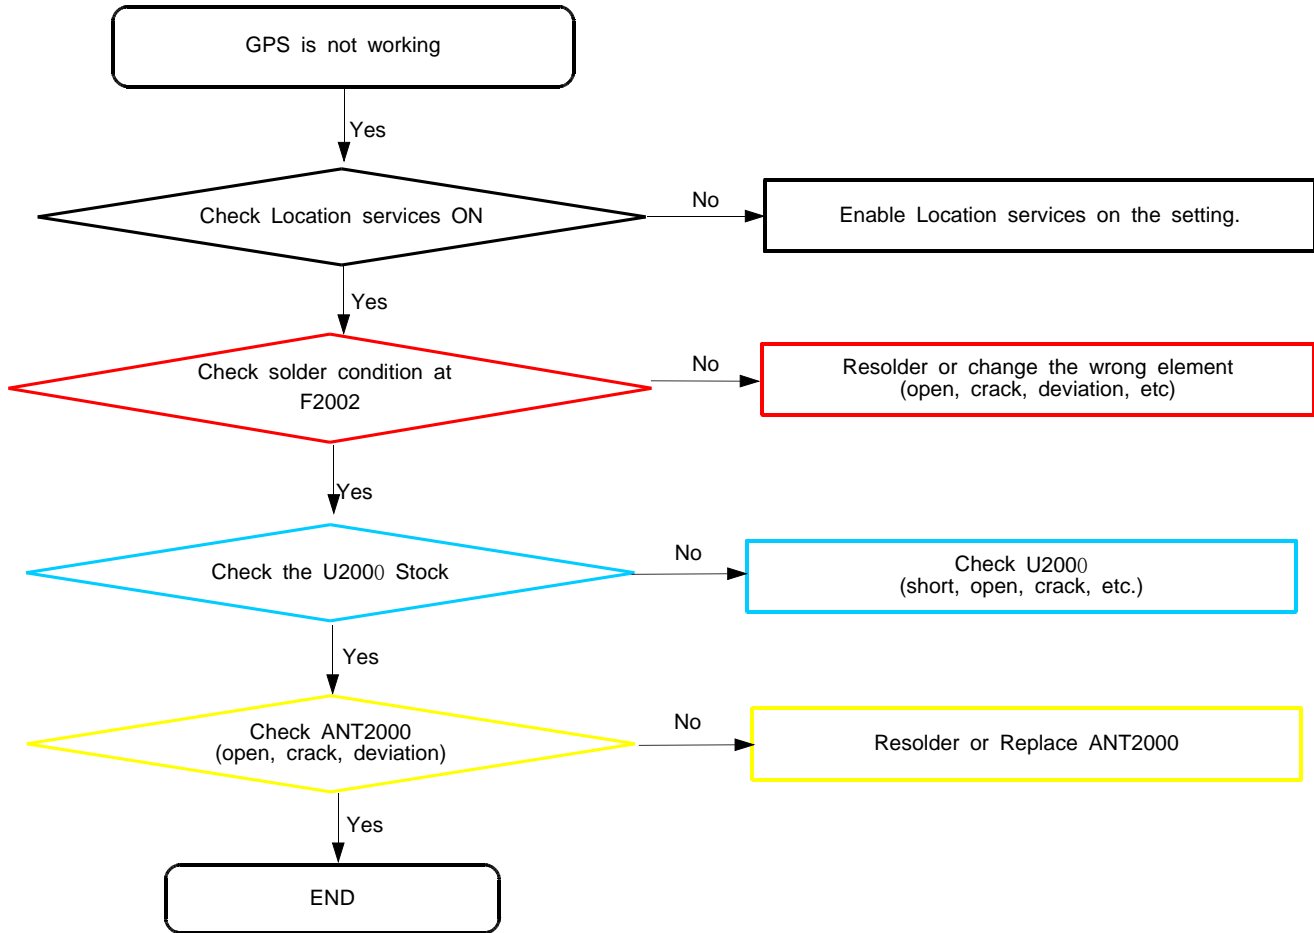 GPS is not working
Yes
Check Location services ON
No
Enable Location services on the setting.
Yes
Check solder condition at
F2002
No
Resolder or change the wrong element
(open, crack, deviation, etc)
Yes
Check the U2000 Stock
No
Check U2000
(short, open, crack, etc.)
Yes
Check ANT2000
(open, crack, deviation)
No
Resolder or Replace ANT2000
Yes
END